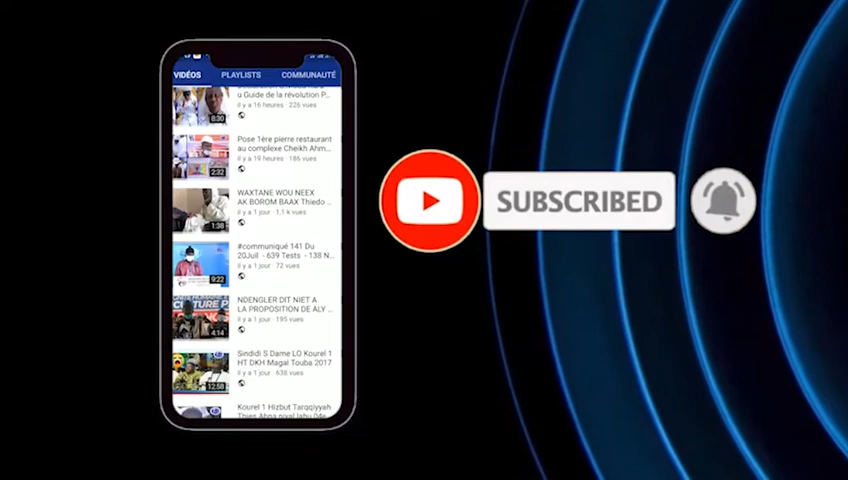 VIDÉOS PLAYLISTS COMMUNAUTÉ
u Guide de la révolution P...
il y a 16 heures · 226 vues
8:30
Pose 1ère pierre restaurant
au complexe Cheikh Ahm...
il y a 19 heures · 186 vues
2:32
WAXTANE WOU NEEX
AK BOROM BAAX Thiedo ...
il y a 1 jour · 1,1 k vues
1:38
#communiqué 141 Du
20Juil - 639 Tests - 138 N...
il y a 1 jour · 72 vues
9:22
NDENGLER DIT NIET A
LA PROPOSITION DE ALY ...
il y a 1 jour · 195 vues
4:14
Sindidi S Dame LO Kourel 1
HT DKH Magal Touba 2017
il y a 1 jour · 638 vues
12:58
Kourel 1 Hizbut Tarqqiyyah
SUBSCRIBED